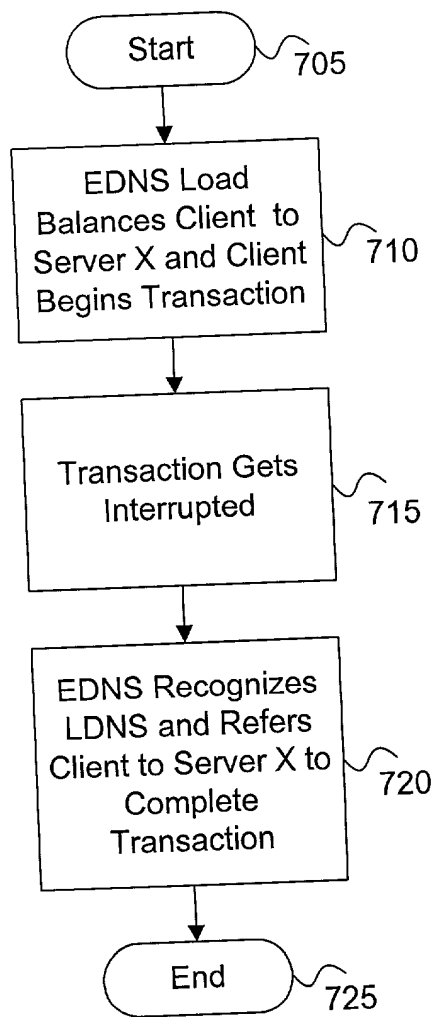 Start
705
EDNS Load
Balances Client to
Server X and Client
Begins Transaction
710
Transaction Gets
Interrupted
715
EDNS Recognizes
LDNS and Refers
Client to Server X to
Complete
Transaction
720
End
725